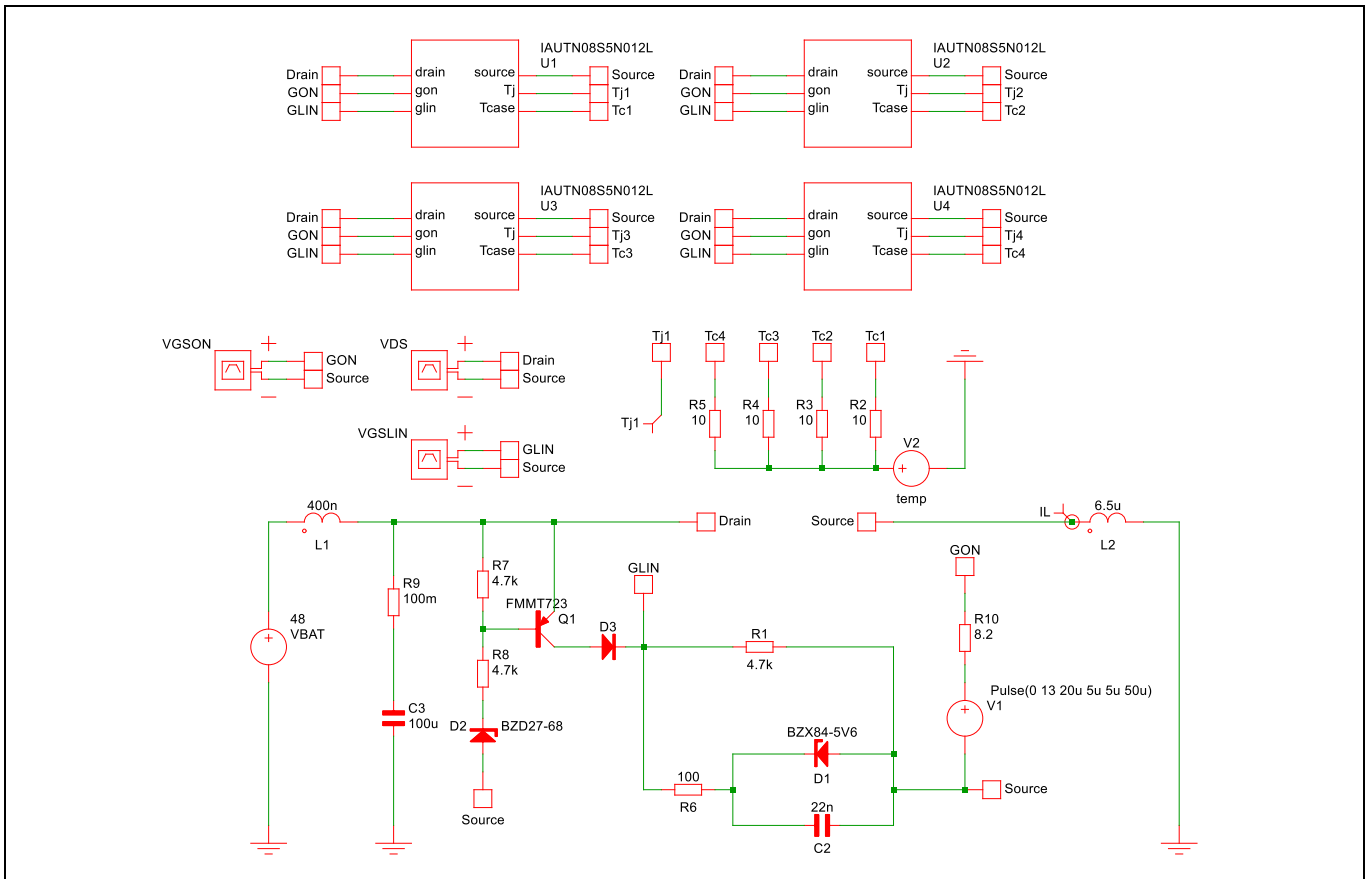 IAUTN08S5N012L
U1
Drain
GON
GLIN
drain
gon
glin
source
Tj
Tcase
Source
Tj1
Tc1
IAUTN08S5N012L
U2
Drain
GON
GLIN
drain
gon
glin
source
Tj
Tcase
Source
Tj2
Tc2
IAUTN08S5N012L
U3
Drain
GON
GLIN
drain
gon
glin
source
Tj
Tcase
Source
Tj3
Tc3
IAUTN08S5N012L
U4
Drain
GON
GLIN
drain
gon
glin
source
Tj
Tcase
Source
Tj4
Tc4
VGSON
+
GON
Source
−
VDS
+
Drain
Source
−
VGSLIN
+
GLIN
Source
−
Tj1
Tc4
Tc3
Tc2
Tc1
Tj1
R5
10
R4
10
R3
10
R2
10
V2
+
temp
400n
L1
Drain
Source
IL
6.5u
L2
48
VBAT
+
R9
100m
C3
100u
R7
4.7k
FMMT723
Q1
R8
4.7k
D2
BZD27-68
Source
D3
GLIN
R1
4.7k
BZX84-5V6
D1
100
R6
22n
C2
GON
R10
8.2
Pulse(0 13 20u 5u 5u 50u)
V1
+
Source